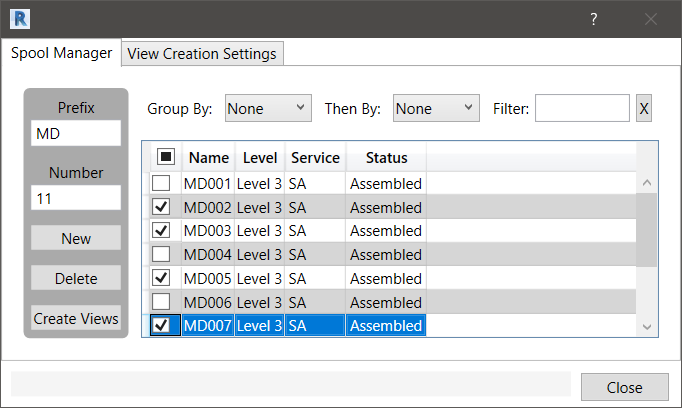 R
?
Spool Manager View Creation Settings
Prefix
MD
Number
11
New
Delete
Create Views
Group By: None Then By: None Filter: X
Name Level Service Status
MD001 Level 3 SA Assembled
MD002 Level 3 SA Assembled
MD003 Level 3 SA Assembled
MD004 Level 3 SA Assembled
MD005 Level 3 SA Assembled
MD006 Level 3 SA Assembled
MD007 Level 3 SA Assembled
Close